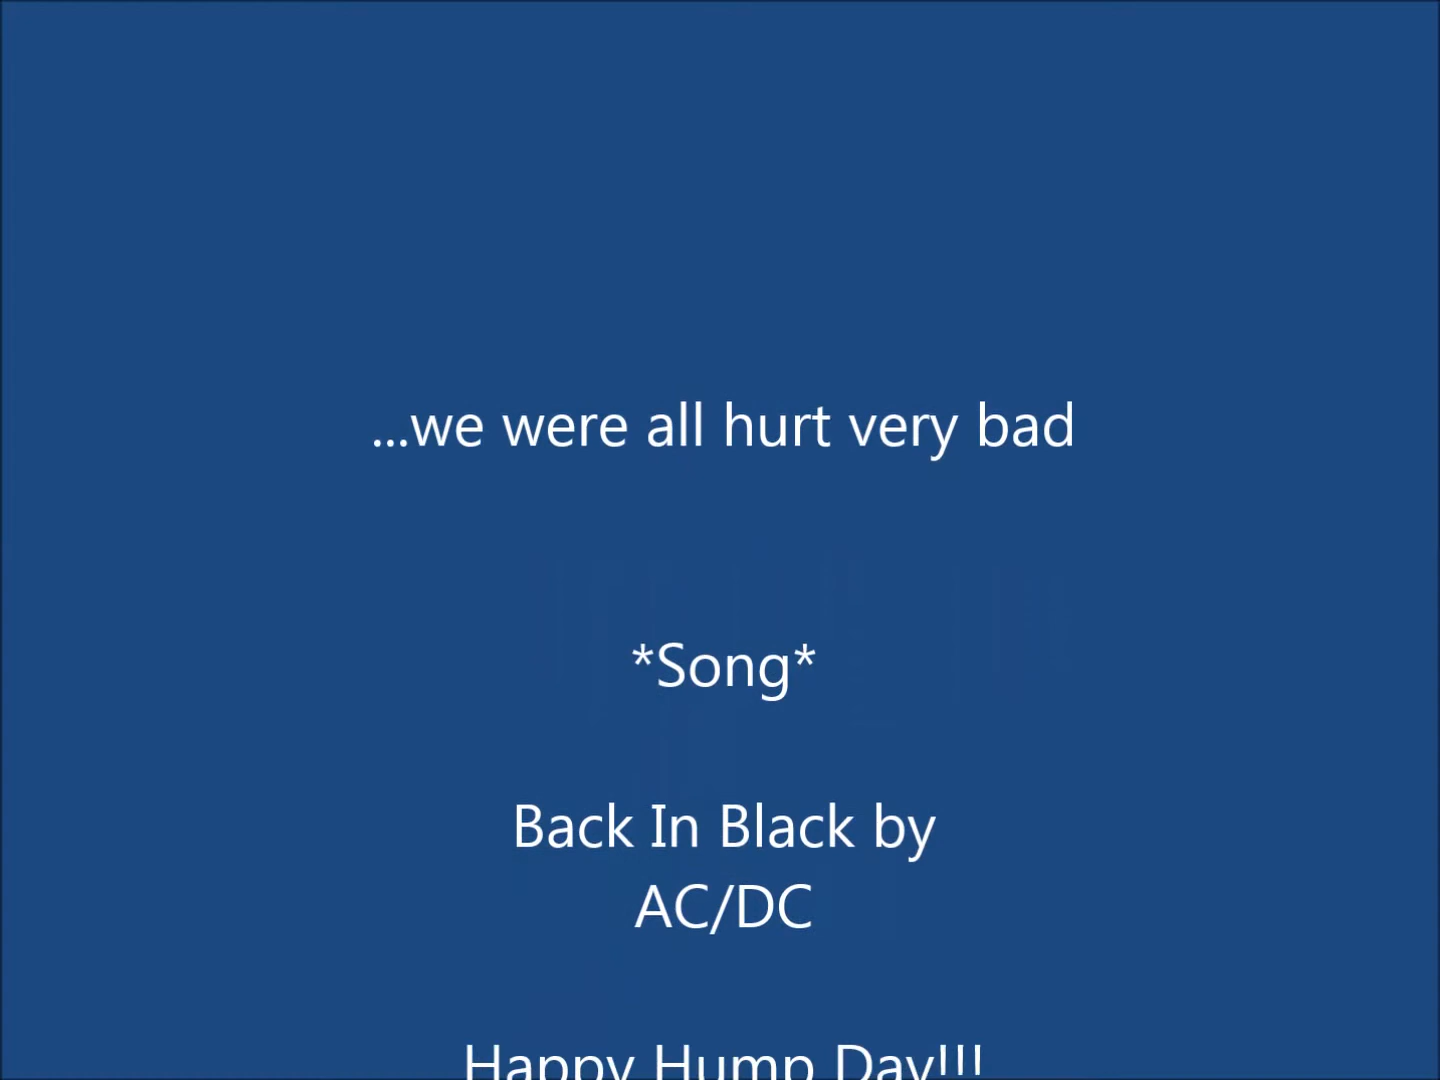 ...we were all hurt very bad
*Song*
Back In Black by
AC/DC
Happy Hump Day!!!